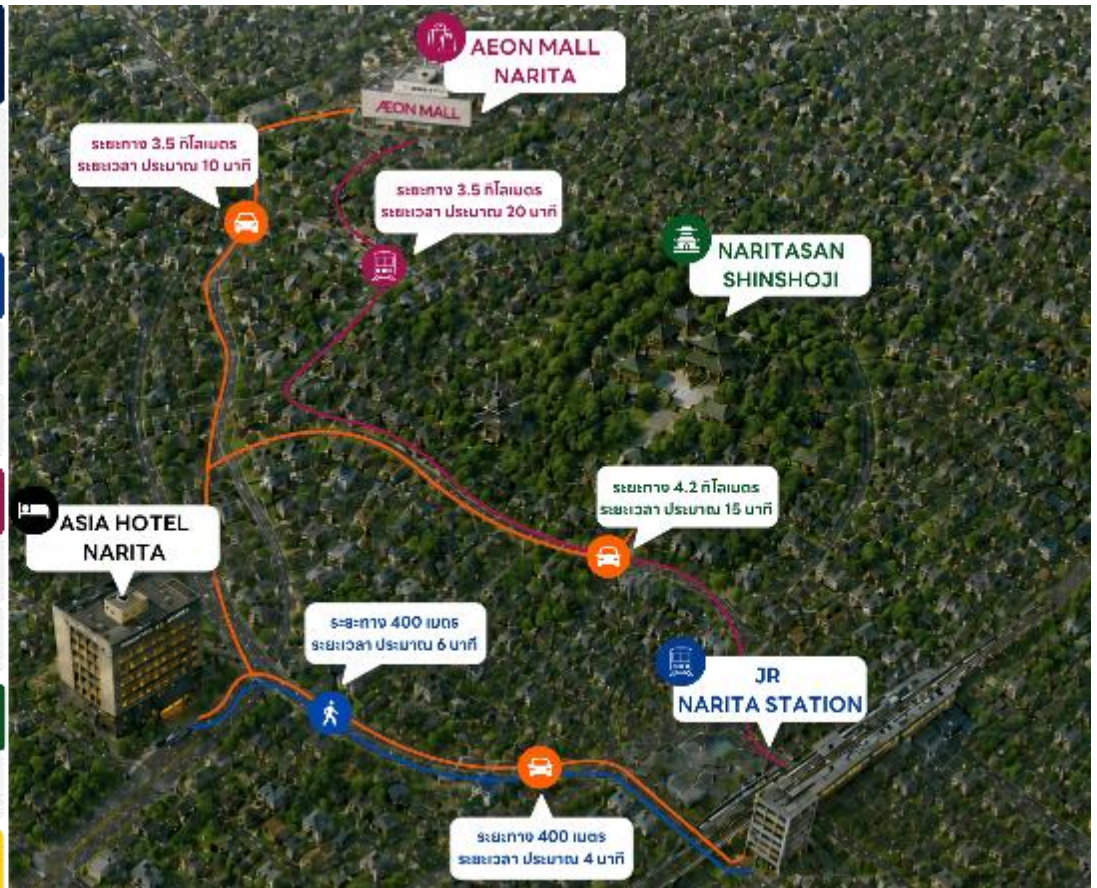 AEON MALL
NARITA
ÆON MALL
ระยะทาง 3.5 กิโลเมตร
ระยะเวลา ประมาณ 10 นาที
ระยะทาง 3.5 กิโลเมตร
ระยะเวลา ประมาณ 20 นาที
NARITASAN
SHINSHOJI
ระยะทาง 4.2 กิโลเมตร
ระยะเวลา ประมาณ 15 นาที
ASIA HOTEL
NARITA
ระยะทาง 400 เมตร
ระยะเวลา ประมาณ 6 นาที
JR
NARITA STATION
ระยะทาง 400 เมตร
ระยะเวลา ประมาณ 4 นาที